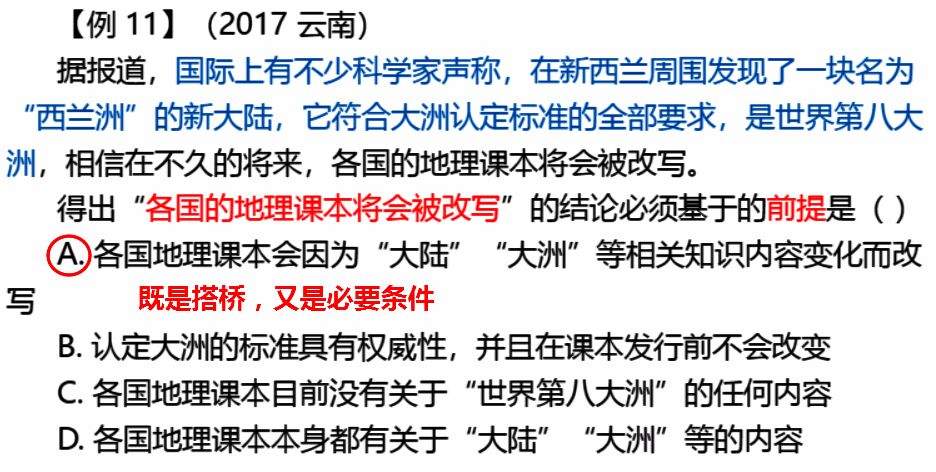 【例 11】（2017 云南）
据报道，国际上有不少科学家声称，在新西兰周围发现了一块名为
“西兰洲”的新大陆，它符合大洲认定标准的全部要求，是世界第八大
洲，相信在不久的将来，各国的地理课本将会被改写。
得出“各国的地理课本将会被改写”的结论必须基于的前提是（ ）
A. 各国地理课本会因为“大陆”“大洲”等相关知识内容变化而改
写 既是搭桥，又是必要条件
B. 认定大洲的标准具有权威性，并且在课本发行前不会改变
C. 各国地理课本目前没有关于“世界第八大洲”的任何内容
D. 各国地理课本本身都有关于“大陆”“大洲”等的内容